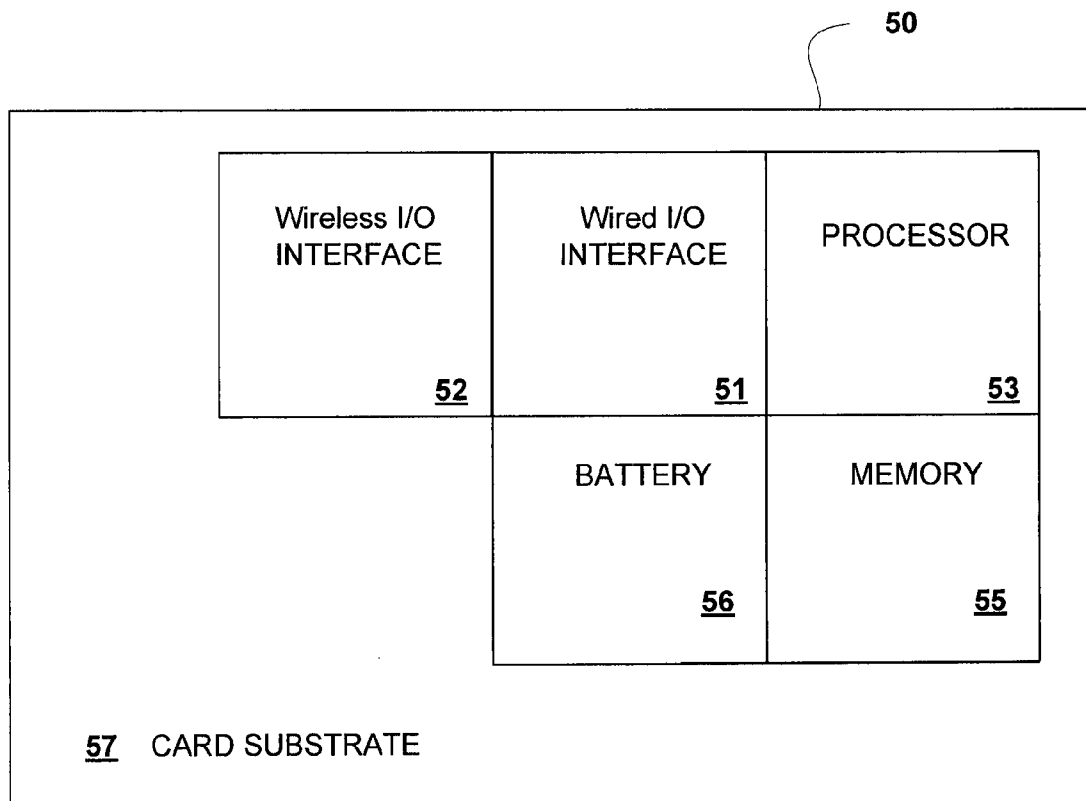 50
Wireless I/O
INTERFACE
52
Wired I/O
INTERFACE
51
PROCESSOR
53
BATTERY
56
MEMORY
55
57 CARD SUBSTRATE